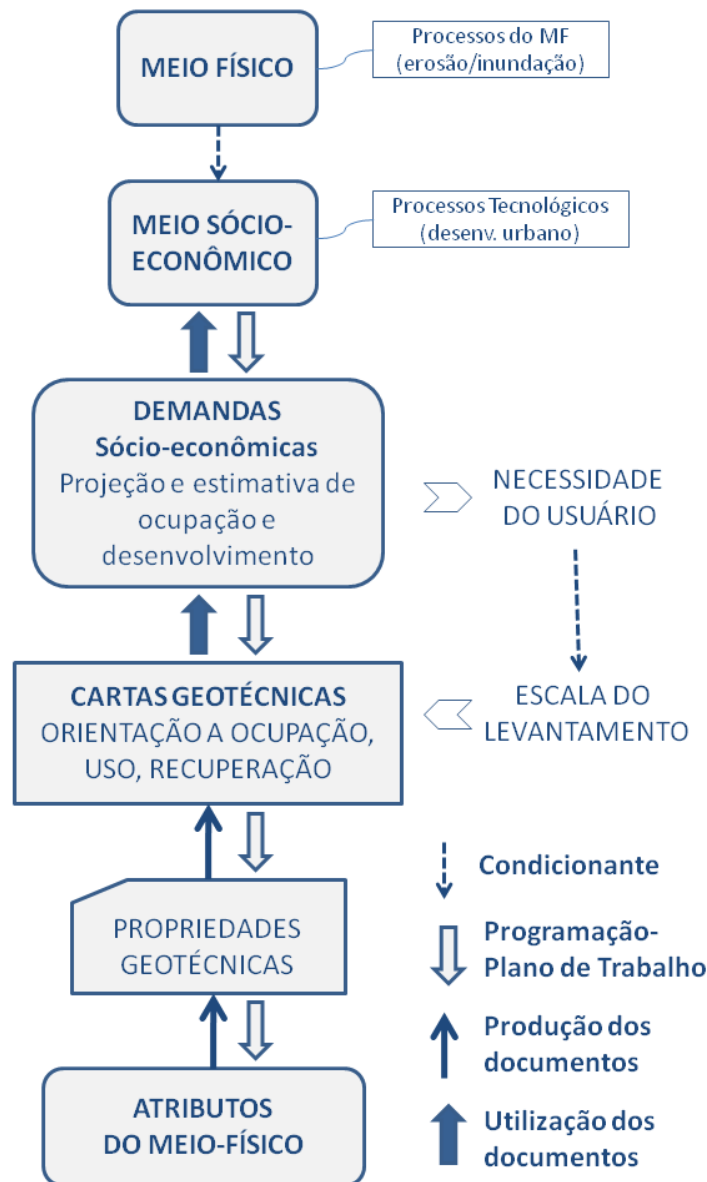 MEIO FÍSICO
Processos do MF
(erosão/inundação)
MEIO SÓCIO-
ECONÔMICO
Processos Tecnológicos
(desenv. urbano)
DEMANDAS
Sócio-econômicas
Projeção e estimativa de
ocupação e
desenvolvimento
NECESSIDADE
DO USUÁRIO
CARTAS GEOTÉCNICAS
ORIENTAÇÃO A OCUPAÇÃO,
USO, RECUPERAÇÃO
ESCALA DO
LEVANTAMENTO
PROPRIEDADES
GEOTÉCNICAS
ATRIBUTOS
DO MEIO-FÍSICO
Condicionante
Programação-
Plano de Trabalho
Produção dos
documentos
Utilização dos
documentos